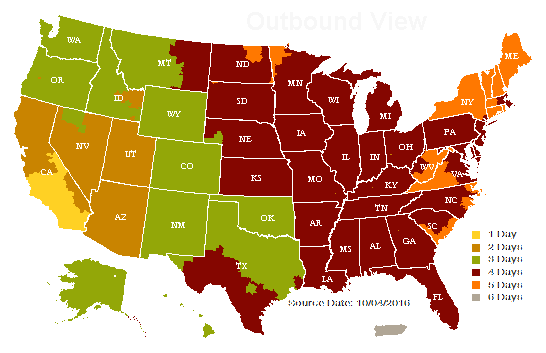 Outbound View
WA
MT
ND
ME
OR
MN
ID
SD
WI
NY
WY
MI
NE
IA
PA
NV
UT
IL
IN
OH
CA
CO
WV
VA
KS
MO
KY
NC
TN
AZ
NM
OK
AR
SC
MS
AL
GA
TX
LA
FL
1 Day
2 Days
3 Days
4 Days
5 Days
6 Days
Source Date: 10/04/2016